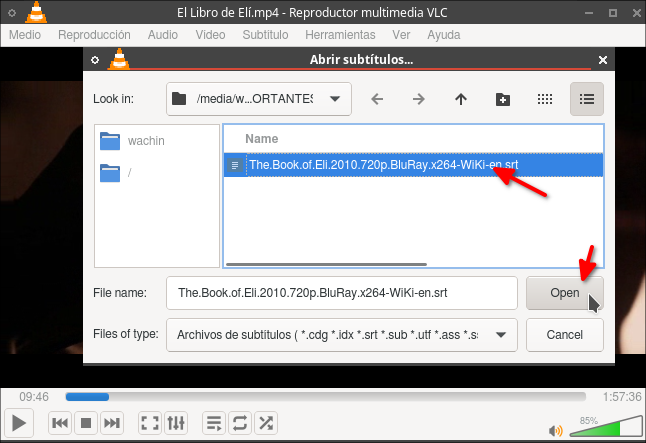 El Libro de Elí.mp4 - Reproductor multimedia VLC
Medio Reproducción Audio Video Subtítulo Herramientas Ver Ayuda
Abrir subtítulos...
Look in: /media/w...ORTANTES
Name
wachin
/
The.Book.of.Eli.2010.720p.BluRay.x264-WiKi-en.srt
File name: The.Book.of.Eli.2010.720p.BluRay.x264-WiKi-en.srt Open
Files of type: Archivos de subtítulos ( *.cdg *.idx *.srt *.sub *.utf *.ass *.ss Cancel
09:46 1:57:36
85%